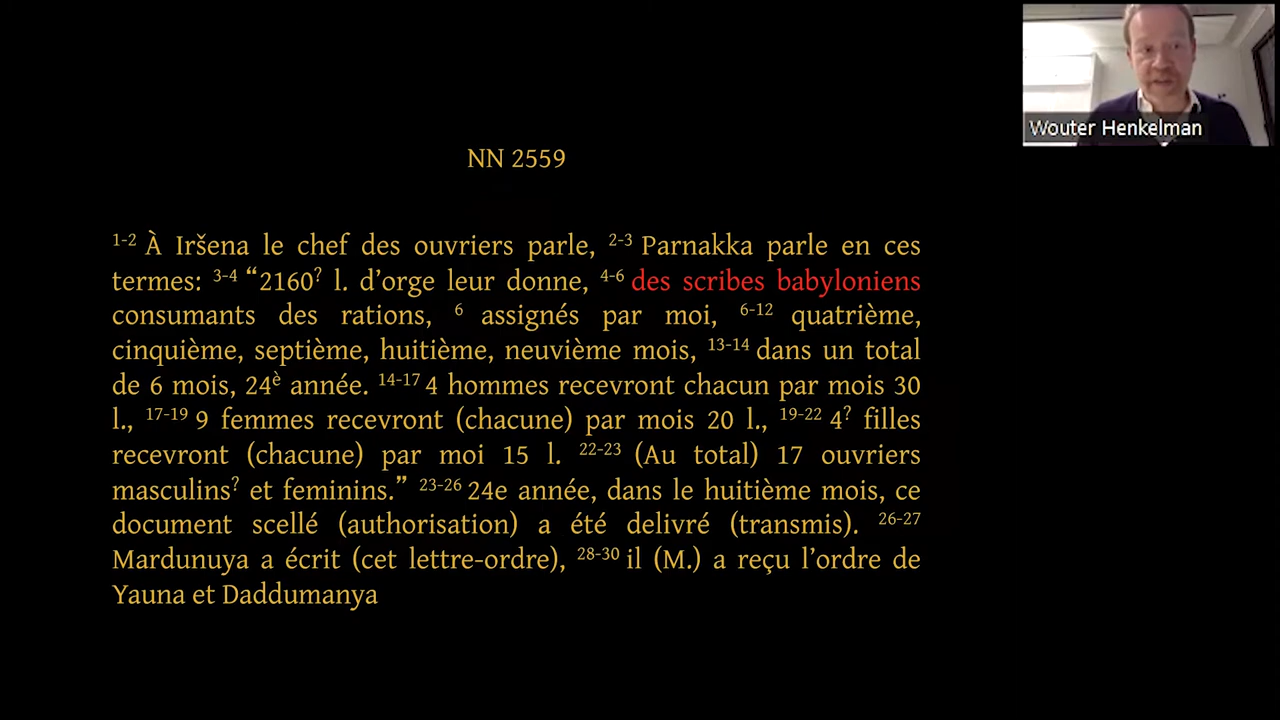 Wouter Henkelman
NN 2559
1-2 À Iršena le chef des ouvriers parle, 2-3 Parnakka parle en ces
termes: 3-4 “2160? l. d’orge leur donne, 4-6 des scribes babyloniens
consumants des rations, 6 assignés par moi, 6-12 quatrième,
cinquième, septième, huitième, neuvième mois, 13-14 dans un total
de 6 mois, 24è année. 14-17 4 hommes recevront chacun par mois 30
l., 17-19 9 femmes recevront (chacune) par mois 20 l., 19-22 4? filles
recevront (chacune) par moi 15 l. 22-23 (Au total) 17 ouvriers
masculins? et feminins.” 23-26 24e année, dans le huitième mois, ce
document scellé (authorisation) a été delivré (transmis). 26-27
Mardunuya a écrit (cet lettre-ordre), 28-30 il (M.) a reçu l’ordre de
Yauna et Daddumanya